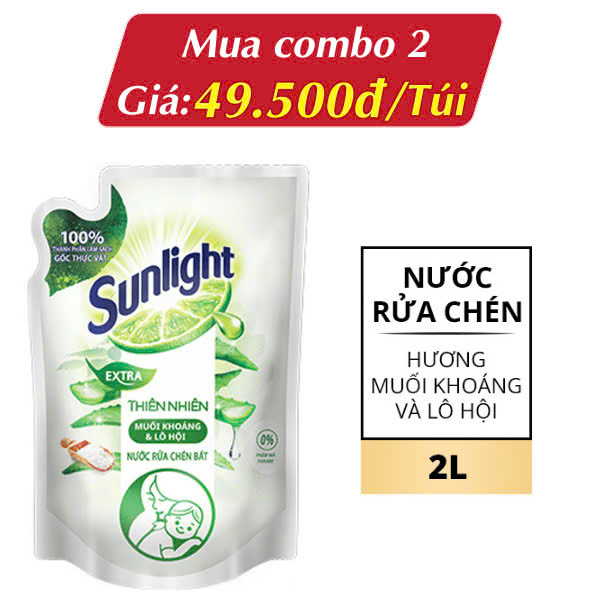 Mua combo 2
Giá:49.500đ/Túi
100%
THÀNH PHẦN LÀM SẠCH
GỐC THỰC VẬT
Sunlight
EXTRA
THIÊN NHIÊN
MUỐI KHOÁNG
& LÔ HỘI
NƯỚC RỬA CHÉN BÁT
0%
NƯỚC
RỬA CHÉN
HƯƠNG
MUỐI KHOÁNG
VÀ LÔ HỘI
2L